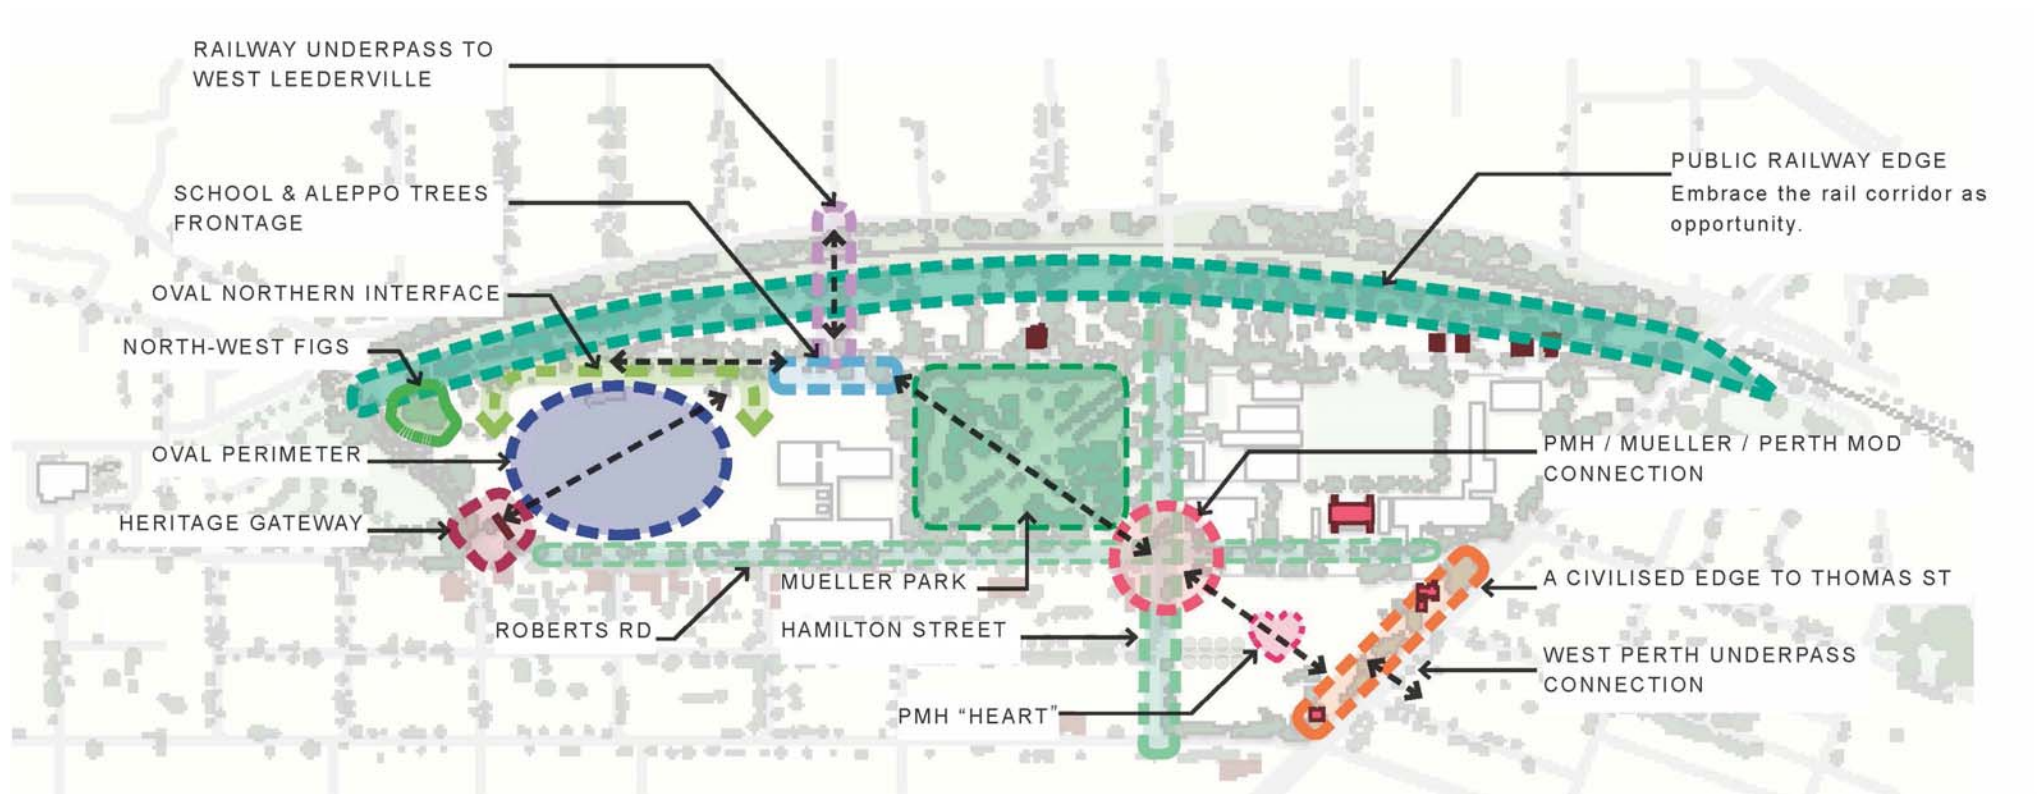 RAILWAY UNDERPASS TO
WEST LEEDERVILLE
SCHOOL & ALEPPO TREES
FRONTAGE
OVAL NORTHERN INTERFACE
NORTH-WEST FIGS
OVAL PERIMETER
HERITAGE GATEWAY
ROBERTS RD
MUELLER PARK
HAMILTON STREET
PMH “HEART”
PUBLIC RAILWAY EDGE
Embrace the rail corridor as
opportunity.
PMH / MUELLER / PERTH MOD
CONNECTION
A CIVILISED EDGE TO THOMAS ST
WEST PERTH UNDERPASS
CONNECTION